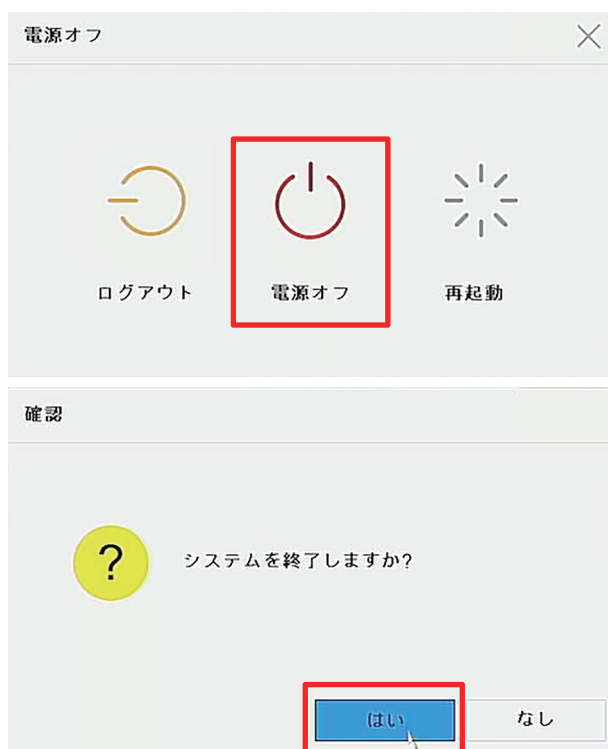 電源オフ
ログアウト
電源オフ
再起動
確認
?
システムを終了しますか?
はい
なし